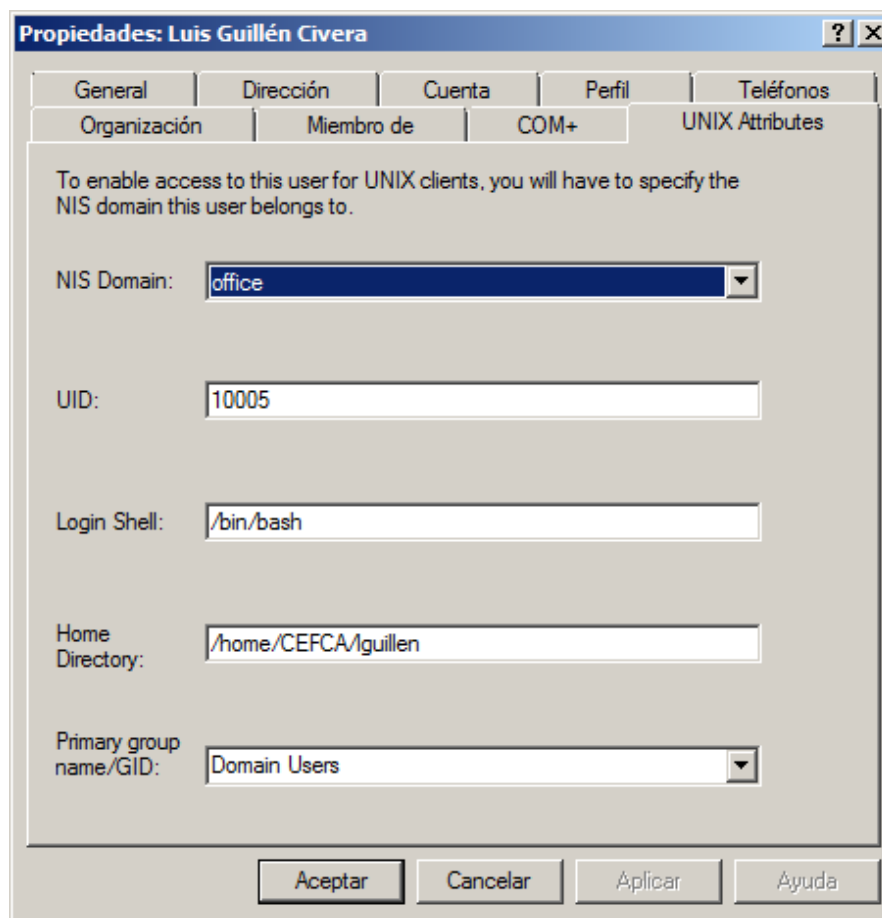 Propiedades: Luis Guillén Civera
General Dirección Cuenta Perfil Teléfonos
Organización Miembro de COM+ UNIX Attributes
To enable access to this user for UNIX clients, you will have to specify the
NIS domain this user belongs to.
NIS Domain: office
UID: 10005
Login Shell: /bin/bash
Home
Directory: /home/CEFCA/lguillen
Primary group
name/GID: Domain Users
Aceptar Cancelar Aplicar Ayuda